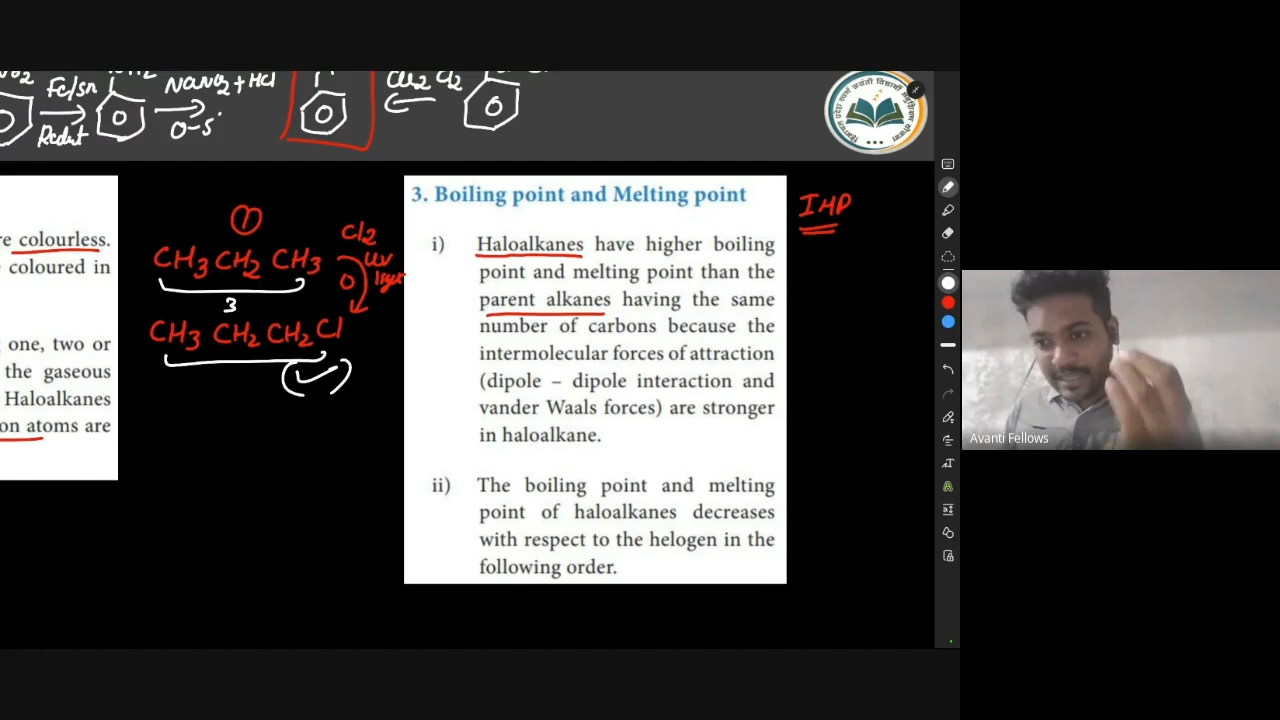 Fe/Sn
NaNO2 + HCl
Cu2 Cl2
Reduct
0-5°
re colourless.
coloured in
one, two or
the gaseous
Haloalkanes
on atoms are
1
CH3 CH2 CH3
Cl2
UV
light
3
CH3 CH2 CH2 Cl
3. Boiling point and Melting point
i) Haloalkanes have higher boiling
point and melting point than the
parent alkanes having the same
number of carbons because the
intermolecular forces of attraction
(dipole – dipole interaction and
vander Waals forces) are stronger
in haloalkane.
ii) The boiling point and melting
point of haloalkanes decreases
with respect to the helogen in the
following order.
IMP
Avanti Fellows